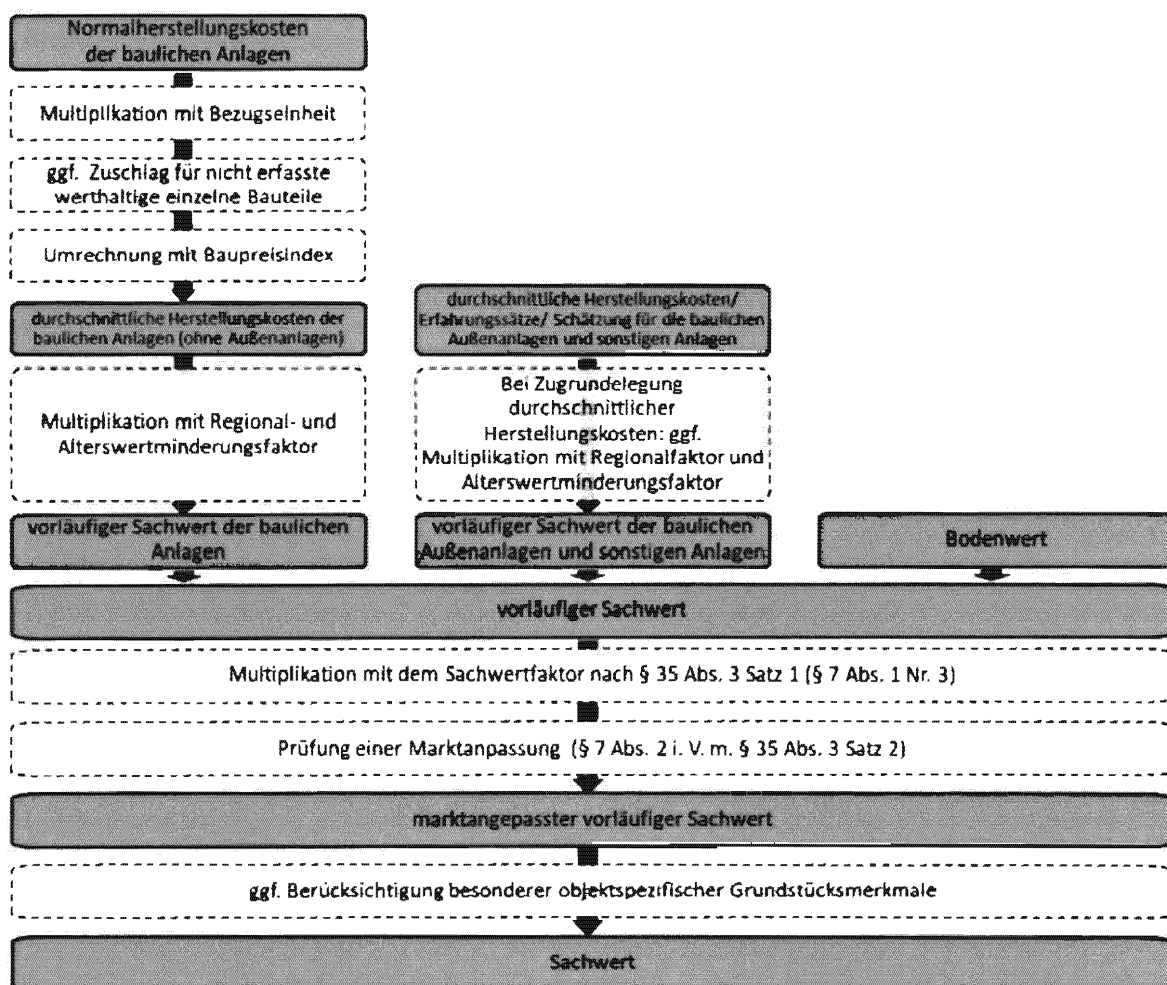 Normalherstellungskosten
der baulichen Anlagen
Multiplikation mit Bezugseinheit
ggf. Zuschlag für nicht erfasste
werthaltige einzelne Bauteile
Umrechnung mit Baupreisindex
durchschnittliche Herstellungskosten der
baulichen Anlagen (ohne Außenanlagen)
Multiplikation mit Regional- und
Alterswertminderungsfaktor
vorläufiger Sachwert der baulichen
Anlagen
durchschnittliche Herstellungskosten/
Erfahrungssätze/ Schätzung für die baulichen
Außenanlagen und sonstigen Anlagen
Bei Zugrundelegung
durchschnittlicher
Herstellungskosten: ggf.
Multiplikation mit Regionalfaktor und
Alterswertminderungsfaktor
vorläufiger Sachwert der baulichen
Außenanlagen und sonstigen Anlagen
Bodenwert
vorläufiger Sachwert
Multiplikation mit dem Sachwertfaktor nach § 35 Abs. 3 Satz 1 (§ 7 Abs. 1 Nr. 3)
Prüfung einer Marktanpassung (§ 7 Abs. 2 i. V. m. § 35 Abs. 3 Satz 2)
marktangepasster vorläufiger Sachwert
ggf. Berücksichtigung besonderer objektspezifischer Grundstücksmerkmale
Sachwert